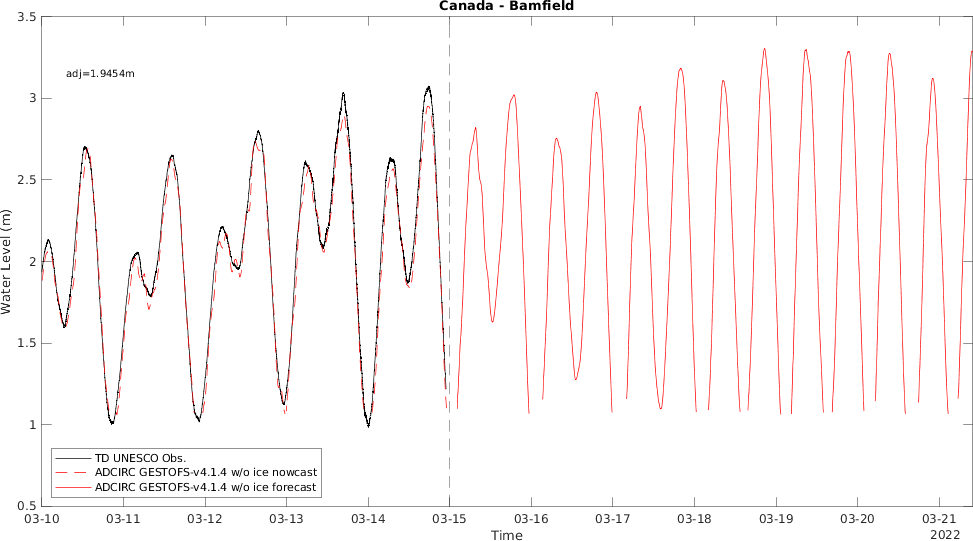 Canada - Bamfield
adj=1.9454m
Water Level (m)
3.5
3
2.5
2
1.5
1
0.5
TD UNESCO Obs.
ADCIRC GESTOFS-v4.1.4 w/o ice nowcast
ADCIRC GESTOFS-v4.1.4 w/o ice forecast
03-10 03-11 03-12 03-13 03-14 03-15 03-16 03-17 03-18 03-19 03-20 03-21
Time
2022